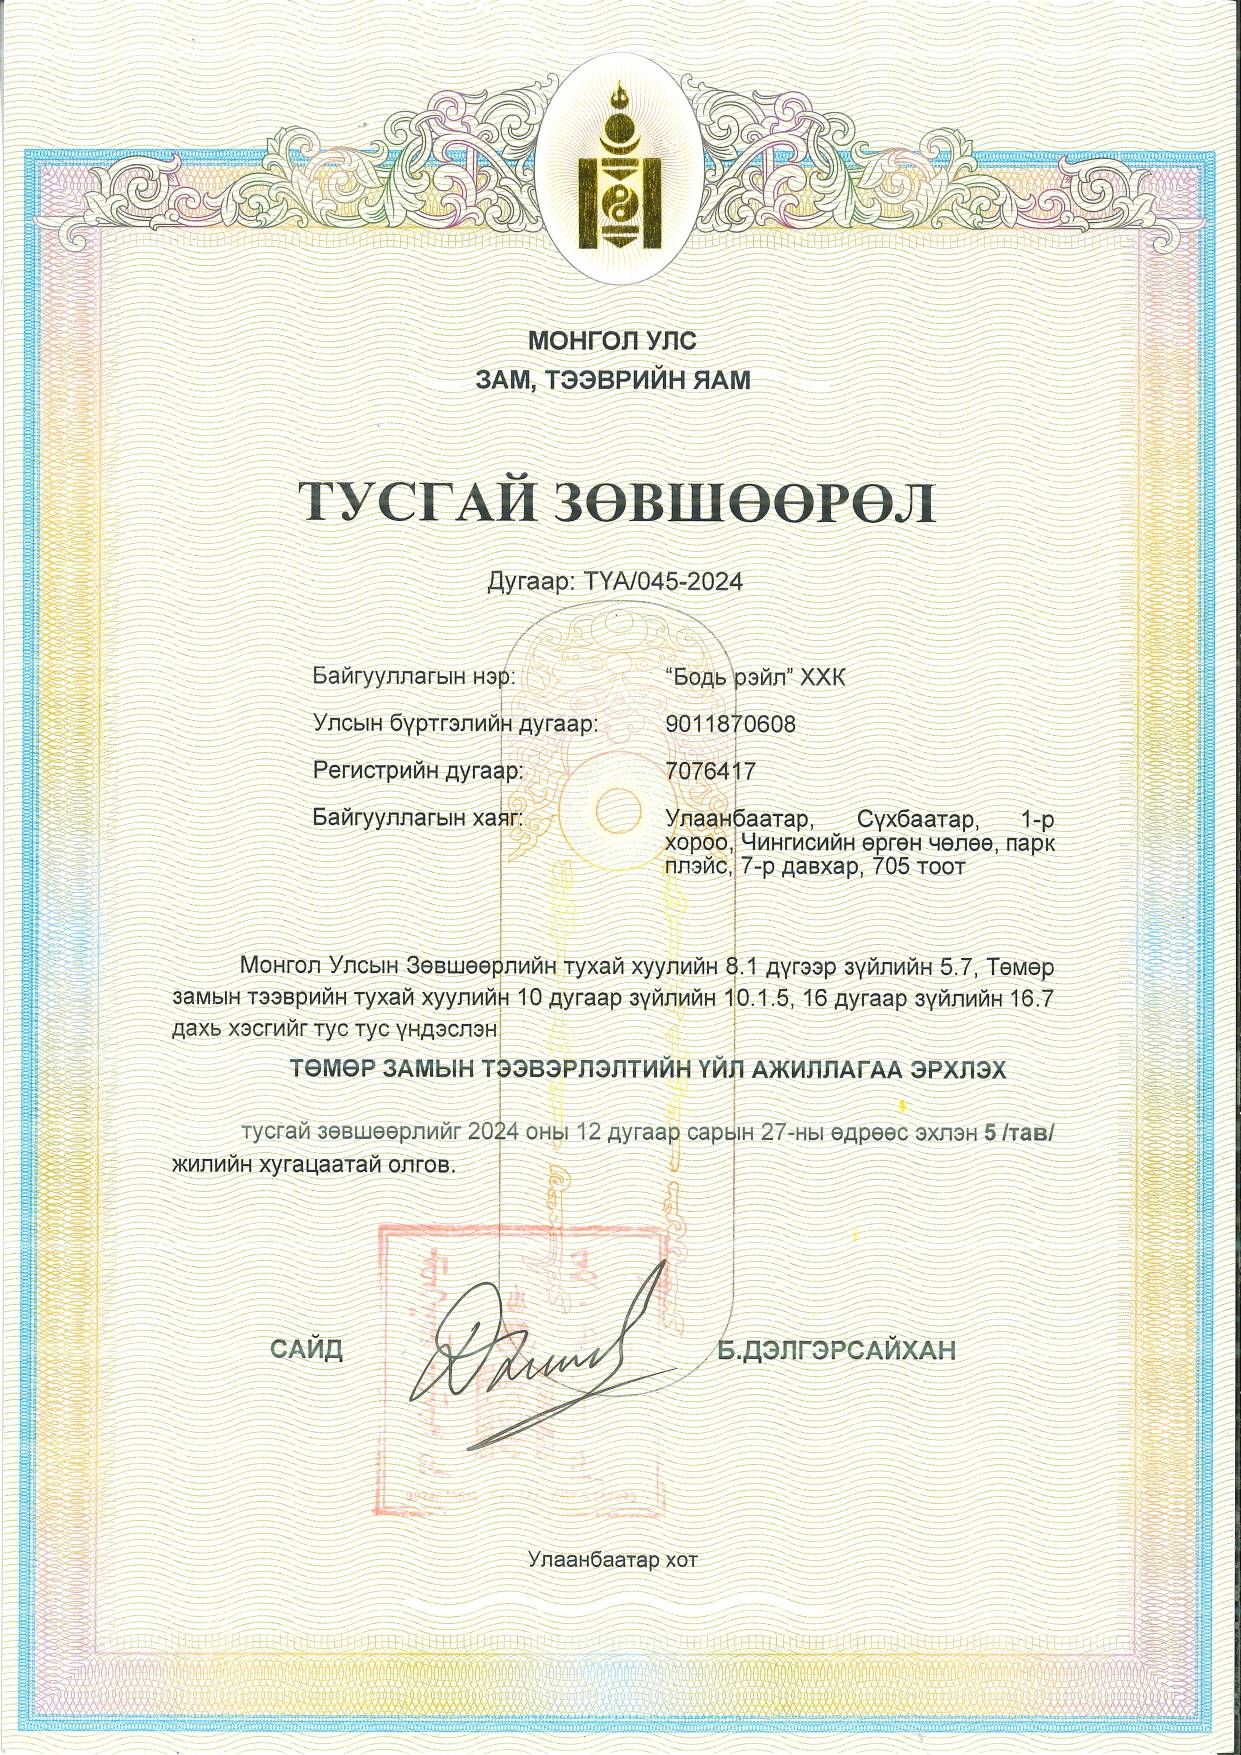 МОНГОЛ УЛС
ЗАМ, ТЭЭВРИЙН ЯАМ
ТУСГАЙ ЗӨВШӨӨРӨЛ
Дугаар: ТҮА/045-2024
Байгууллагын нэр: “Бодь рэйл” ХХК
Улсын бүртгэлийн дугаар: 9011870608
Регистрийн дугаар: 7076417
Байгууллагын хаяг: Улаанбаатар, Сүхбаатар, 1-р
хороо, Чингисийн өргөн чөлөө, парк
плэйс, 7-р давхар, 705 тоот
Монгол Улсын Зөвшөөрлийн тухай хуулийн 8.1 дүгээр зүйлийн 5.7, Төмөр
замын тээврийн тухай хуулийн 10 дугаар зүйлийн 10.1.5, 16 дугаар зүйлийн 16.7
дахь хэсгийг тус тус үндэслэн
ТӨМӨР ЗАМЫН ТЭЭВЭРЛЭЛТИЙН ҮЙЛ АЖИЛЛАГАА ЭРХЛЭХ
тусгай зөвшөөрлийг 2024 оны 12 дугаар сарын 27-ны өдрөөс эхлэн 5 /тав/
жилийн хугацаатай олгов.
САЙД Б.ДЭЛГЭРСАЙХАН
Улаанбаатар хот